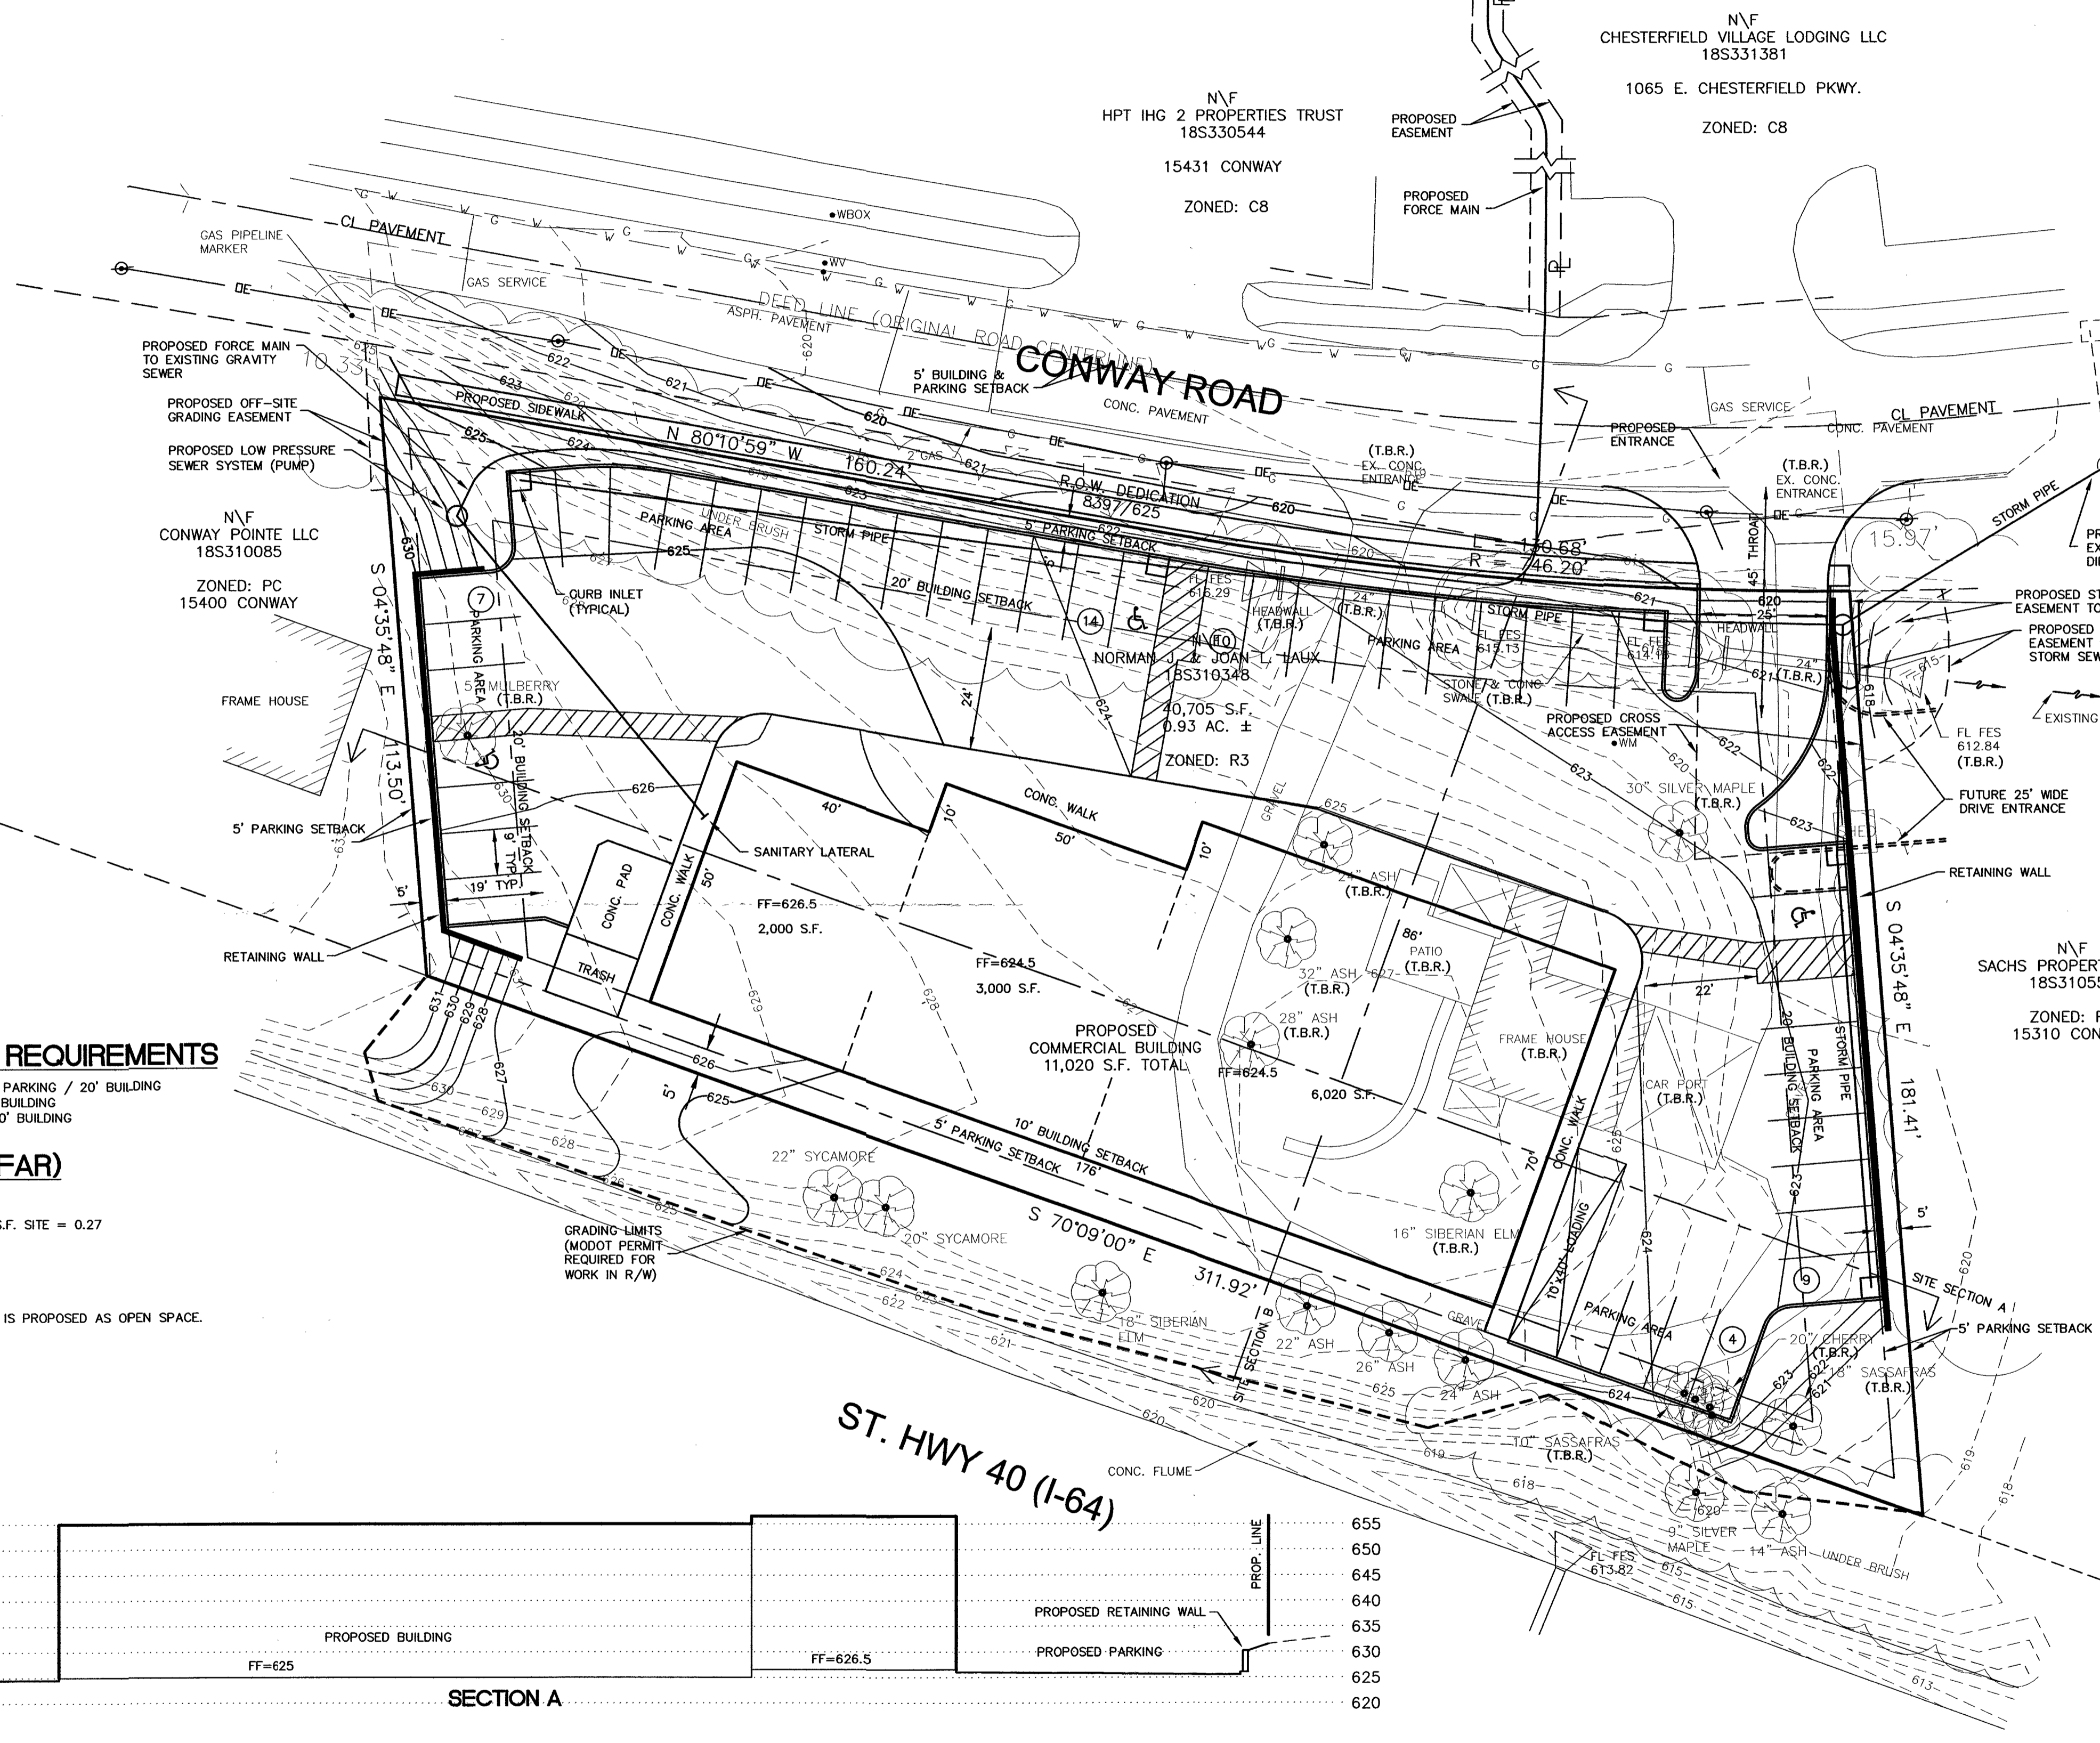 N\F
CHESTERFIELD VILLAGE LODGING LLC
18S331381
1065 E. CHESTERFIELD PKWY.
ZONED: C8
N\F
HPT IHG 2 PROPERTIES TRUST
18S330544
15431 CONWAY
ZONED: C8
PROPOSED
EASEMENT
PROPOSED
FORCE MAIN
WBOX
WV
CL PAVEMENT
GAS PIPELINE
MARKER
GAS SERVICE
DEED LINE (ORIGINAL ROAD CENTERLINE)
ASPH. PAVEMENT
CONWAY ROAD
5' BUILDING &
PARKING SETBACK
CONC. PAVEMENT
GAS SERVICE
CL PAVEMENT
CONC. PAVEMENT
PROPOSED
ENTRANCE
(T.B.R.)
EX. CONC.
ENTRANCE
(T.B.R.)
EX. CONC.
ENTRANCE
STORM PIPE
15.97'
10.33'
PROPOSED FORCE MAIN
TO EXISTING GRAVITY
SEWER
PROPOSED OFF-SITE
GRADING EASEMENT
PROPOSED LOW PRESSURE
SEWER SYSTEM (PUMP)
PROPOSED SIDEWALK
N 80°10'59" W
160.24'
2" GAS
R.O.W. DEDICATION
8397/625
L = 130.68'
R = 746.20'
5' PARKING SETBACK
45' THROAT
25'
N\F
CONWAY POINTE LLC
18S310085
ZONED: PC
15400 CONWAY
FRAME HOUSE
S 04°35'48" E
113.50'
PARKING AREA
UNDER BRUSH
STORM PIPE
20' BUILDING SETBACK
CURB INLET
(TYPICAL)
7
PARKING AREA
14
10
FL FES
616.29
HEADWALL
(T.B.R.)
24"
(T.B.R.)
N\F
NORMAN J. & JOAN L. LAUX
18S310348
40,705 S.F.
0.93 AC. ±
ZONED: R3
PARKING AREA
FL FES
615.13
STORM PIPE
HEADWALL
24"
(T.B.R.)
STONE & CONC
SWALE (T.B.R.)
PROPOSED CROSS
ACCESS EASEMENT
WM
FL FES
612.84
(T.B.R.)
FUTURE 25' WIDE
DRIVE ENTRANCE
EXISTING
5" MULBERRY
(T.B.R.)
20' BUILDING SETBACK
24'
30" SILVER MAPLE
(T.B.R.)
SHED
RETAINING WALL
5' PARKING SETBACK
9' TYP.
19' TYP.
5'
RETAINING WALL
CONC. PAD
TRASH
CONC. WALK
SANITARY LATERAL
40'
10'
CONC. WALK
50'
10'
50'
FF=626.5
2,000 S.F.
FF=624.5
3,000 S.F.
GRAVEL
24" ASH
(T.B.R.)
32" ASH
(T.B.R.)
28" ASH
(T.B.R.)
86'
PATIO
(T.B.R.)
FRAME HOUSE
(T.B.R.)
CAR PORT
(T.B.R.)
22'
PROPOSED
COMMERCIAL BUILDING
11,020 S.F. TOTAL
FF=624.5
6,020 S.F.
20' BUILDING SETBACK
PARKING AREA
STORM PIPE
S 04°35'48" E
181.41'
REQUIREMENTS
PARKING / 20' BUILDING
BUILDING
0' BUILDING
FAR)
S.F. SITE = 0.27
IS PROPOSED AS OPEN SPACE.
10' BUILDING SETBACK
5' PARKING SETBACK
176'
S 70°09'00" E
311.92'
5'
70'
CONC. WALK
10'x40' LOADING
PARKING AREA
4
9
5'
SITE SECTION A
5' PARKING SETBACK
22" SYCAMORE
20" SYCAMORE
GRADING LIMITS
(MODOT PERMIT
REQUIRED FOR
WORK IN R/W)
18" SIBERIAN
ELM
16" SIBERIAN ELM
(T.B.R.)
SITE SECTION B
22" ASH
26" ASH
24" ASH
20" CHERRY
(T.B.R.)
18" SASSAFRAS
(T.B.R.)
10" SASSAFRAS
(T.B.R.)
ST. HWY 40 (I-64)
CONC. FLUME
9" SILVER
MAPLE
14" ASH
UNDER BRUSH
FL FES
613.82
PROP. LINE
655
650
645
640
635
630
625
620
PROPOSED RETAINING WALL
PROPOSED PARKING
PROPOSED BUILDING
FF=625
FF=626.5
SECTION A